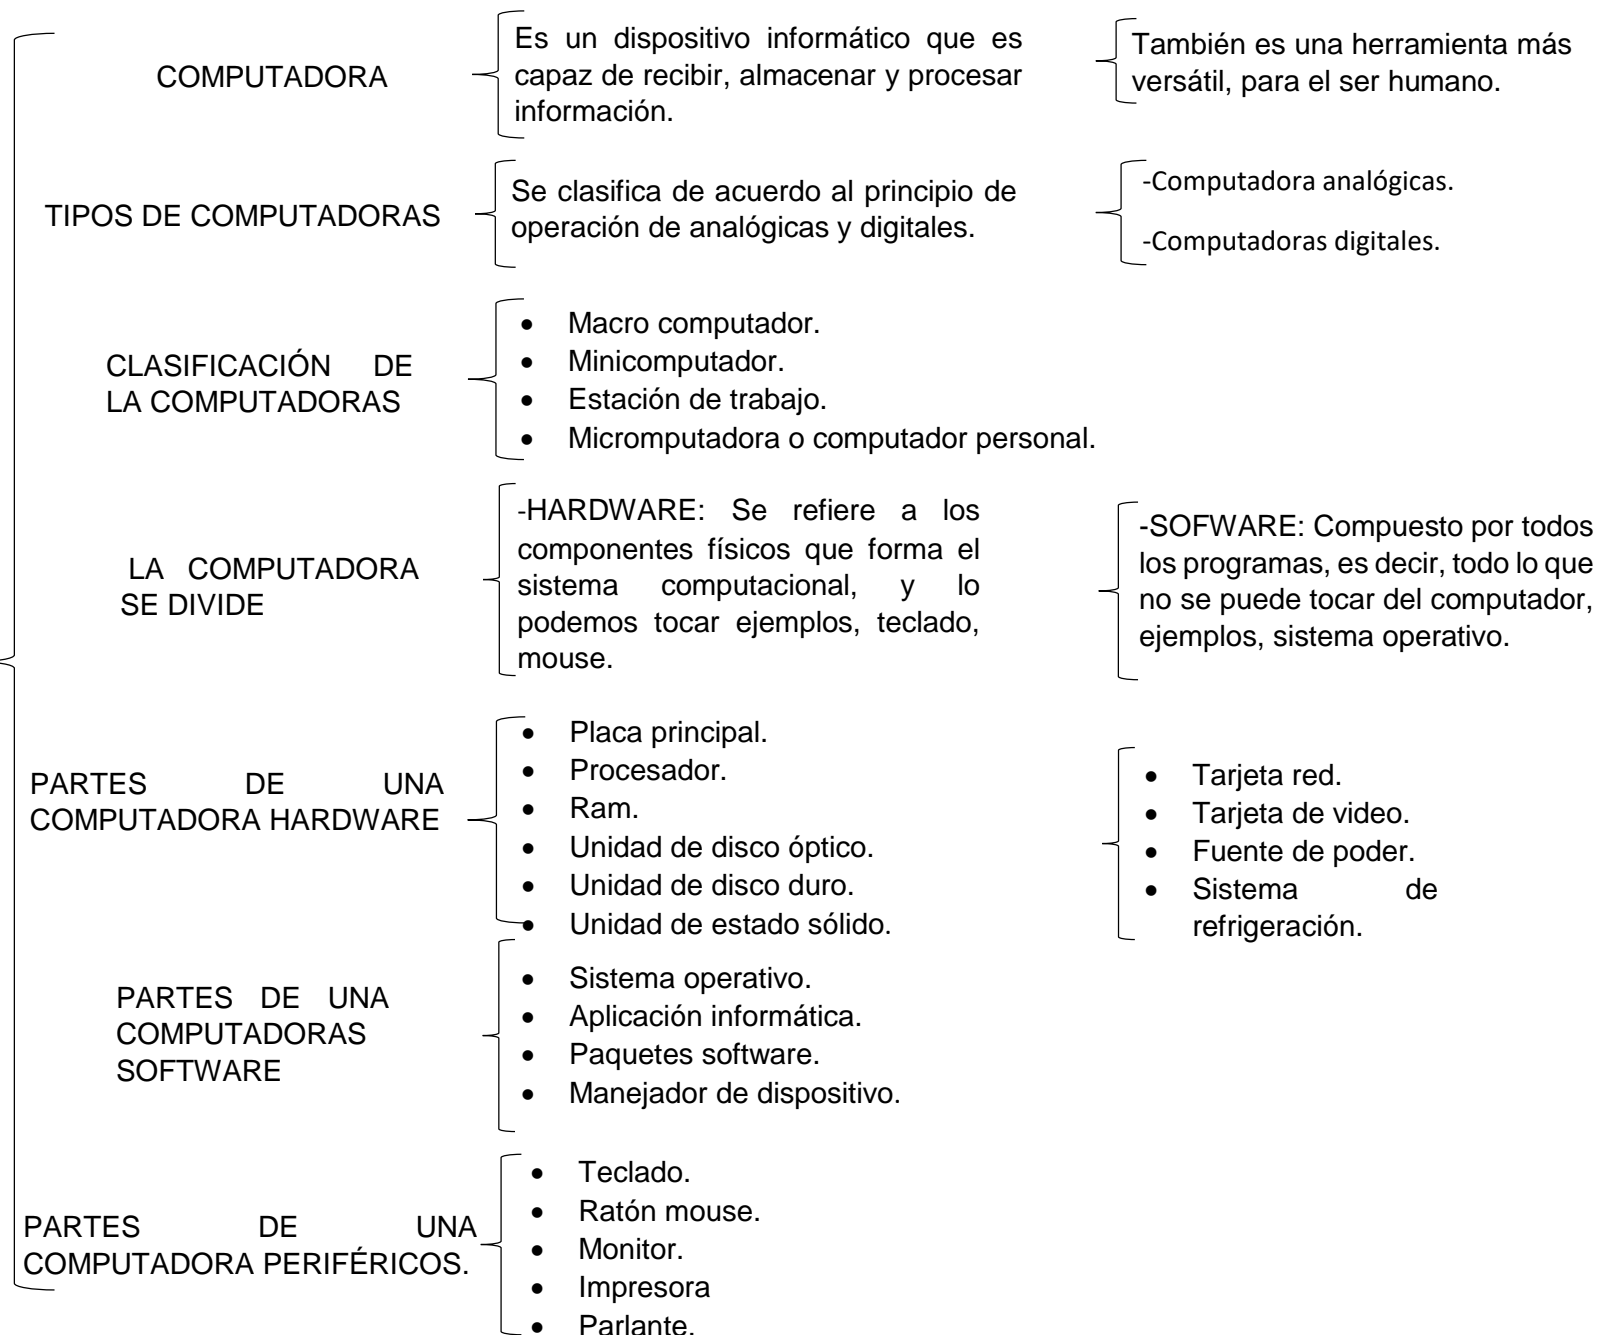 COMPUTADORA
Es un dispositivo informático que es
capaz de recibir, almacenar y procesar
información.
También es una herramienta más
versátil, para el ser humano.
TIPOS DE COMPUTADORAS
Se clasifica de acuerdo al principio de
operación de analógicas y digitales.
-Computadora analógicas.
-Computadoras digitales.
CLASIFICACIÓN DE
LA COMPUTADORAS
• Macro computador.
• Minicomputador.
• Estación de trabajo.
• Micromputadora o computador personal.
LA COMPUTADORA
SE DIVIDE
-HARDWARE: Se refiere a los
componentes físicos que forma el
sistema computacional, y lo
podemos tocar ejemplos, teclado,
mouse.
-SOFWARE: Compuesto por todos
los programas, es decir, todo lo que
no se puede tocar del computador,
ejemplos, sistema operativo.
PARTES DE UNA
COMPUTADORA HARDWARE
• Placa principal.
• Procesador.
• Ram.
• Unidad de disco óptico.
• Unidad de disco duro.
• Unidad de estado sólido.
• Tarjeta red.
• Tarjeta de video.
• Fuente de poder.
• Sistema de
refrigeración.
PARTES DE UNA
COMPUTADORAS
SOFTWARE
• Sistema operativo.
• Aplicación informática.
• Paquetes software.
• Manejador de dispositivo.
PARTES DE UNA
COMPUTADORA PERIFÉRICOS.
• Teclado.
• Ratón mouse.
• Monitor.
• Impresora
• Parlante.